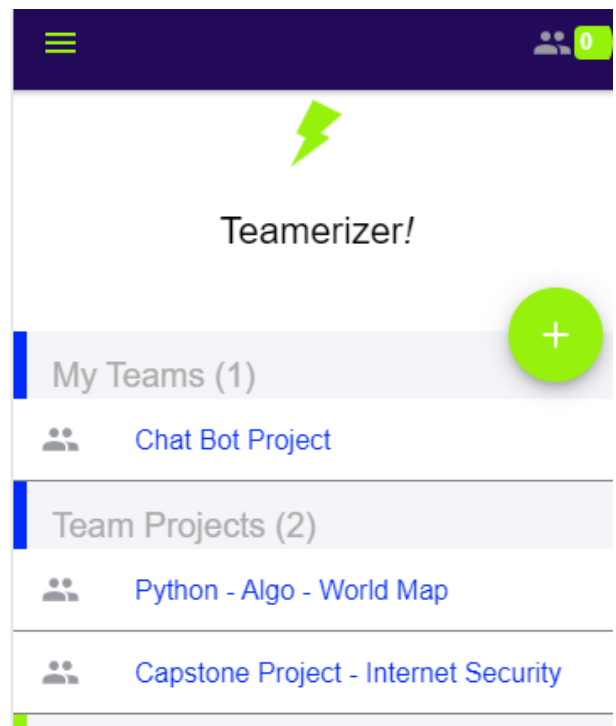 0
Teamerizer!
+
My Teams (1)
Chat Bot Project
Team Projects (2)
Python - Algo - World Map
Capstone Project - Internet Security